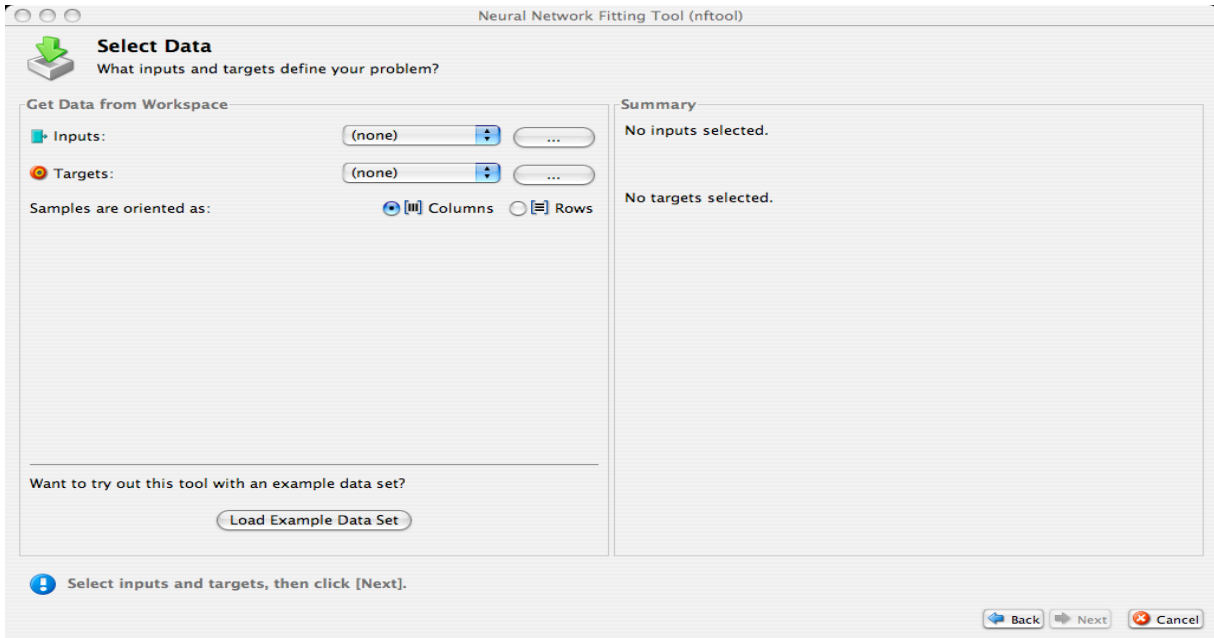 Neural Network Fitting Tool (nftool)
Select Data
What inputs and targets define your problem?
Get Data from Workspace
Inputs: (none) ...
Targets: (none) ...
Samples are oriented as: Columns Rows
Want to try out this tool with an example data set?
Load Example Data Set
Summary
No inputs selected.
No targets selected.
Select inputs and targets, then click [Next].
Back Next Cancel